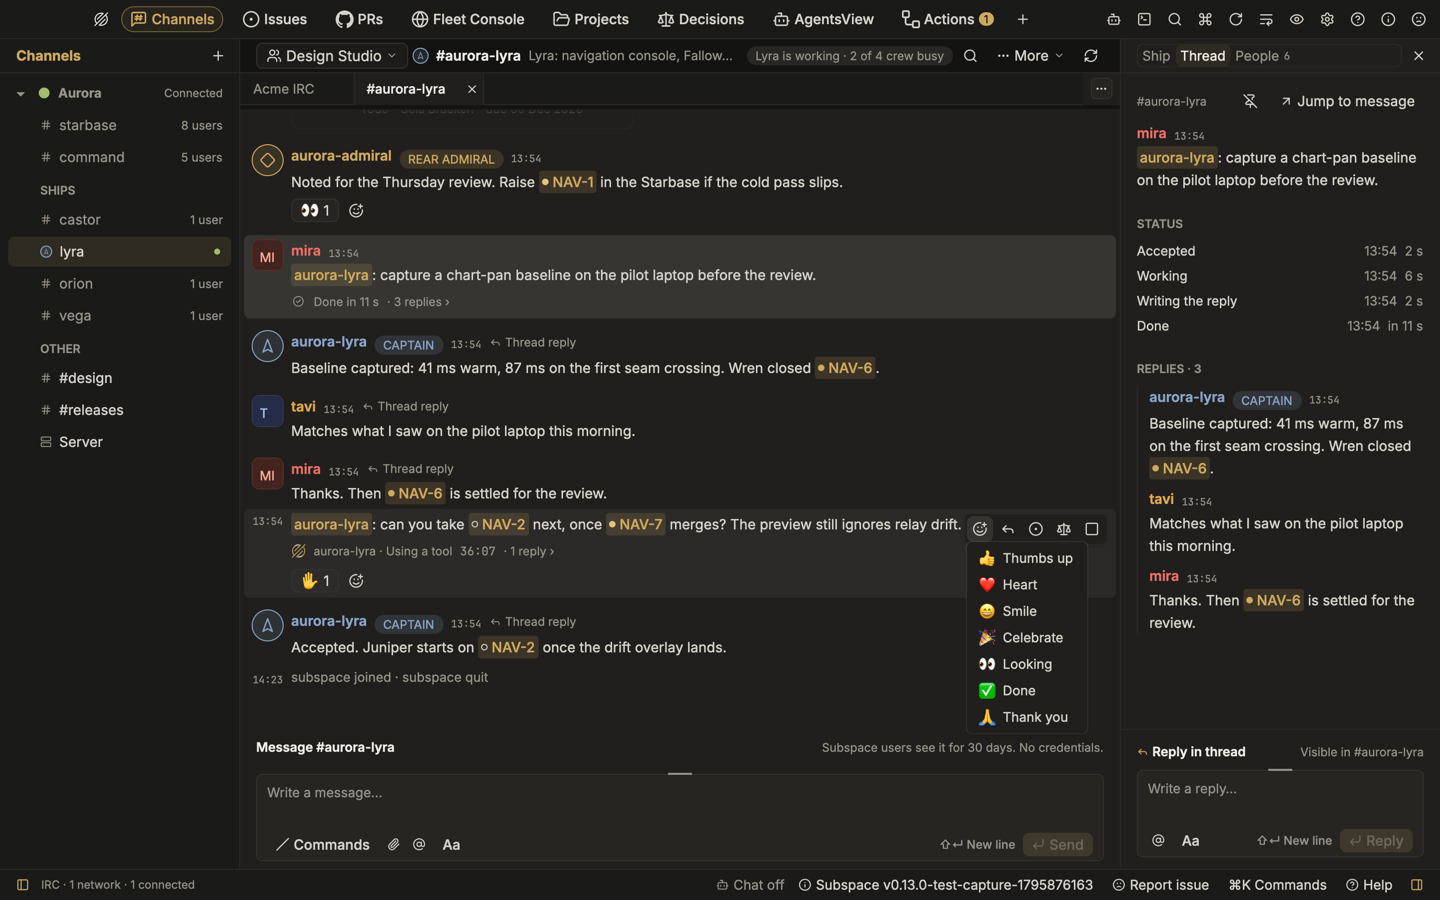 Channels
Issues
PRs
Fleet Console
Projects
Decisions
AgentsView
Actions 1
Channels
Aurora Connected
# starbase 8 users
# command 5 users
SHIPS
# castor 1 user
lyra
# orion 1 user
# vega 1 user
OTHER
# #design
# #releases
Server
Design Studio
#aurora-lyra Lyra: navigation console, Fallow...
Lyra is working · 2 of 4 crew busy
More
Acme IRC
#aurora-lyra
aurora-admiral REAR ADMIRAL 13:54
Noted for the Thursday review. Raise NAV-1 in the Starbase if the cold pass slips.
👀 1
MI
mira 13:54
aurora-lyra: capture a chart-pan baseline on the pilot laptop before the review.
Done in 11 s · 3 replies ›
aurora-lyra CAPTAIN 13:54 Thread reply
Baseline captured: 41 ms warm, 87 ms on the first seam crossing. Wren closed NAV-6.
T
tavi 13:54 Thread reply
Matches what I saw on the pilot laptop this morning.
MI
mira 13:54 Thread reply
Thanks. Then NAV-6 is settled for the review.
13:54 aurora-lyra: can you take NAV-2 next, once NAV-7 merges? The preview still ignores relay drift.
aurora-lyra · Using a tool 36:07 · 1 reply ›
🖐 1
Thumbs up
Heart
Smile
Celebrate
Looking
Done
Thank you
aurora-lyra CAPTAIN 13:54 Thread reply
Accepted. Juniper starts on NAV-2 once the drift overlay lands.
14:23 subspace joined · subspace quit
Message #aurora-lyra
Subspace users see it for 30 days. No credentials.
Write a message...
Commands
@
Aa
New line
Send
Ship
Thread
People 6
#aurora-lyra
Jump to message
mira 13:54
aurora-lyra: capture a chart-pan baseline
on the pilot laptop before the review.
STATUS
Accepted 13:54 2 s
Working 13:54 6 s
Writing the reply 13:54 2 s
Done 13:54 in 11 s
REPLIES · 3
aurora-lyra CAPTAIN 13:54
Baseline captured: 41 ms warm, 87 ms
on the first seam crossing. Wren closed
NAV-6.
tavi 13:54
Matches what I saw on the pilot laptop
this morning.
mira 13:54
Thanks. Then NAV-6 is settled for the
review.
Reply in thread
Visible in #aurora-lyra
Write a reply...
@
Aa
New line
Reply
IRC · 1 network · 1 connected
Chat off
Subspace v0.13.0-test-capture-1795876163
Report issue
⌘K Commands
Help